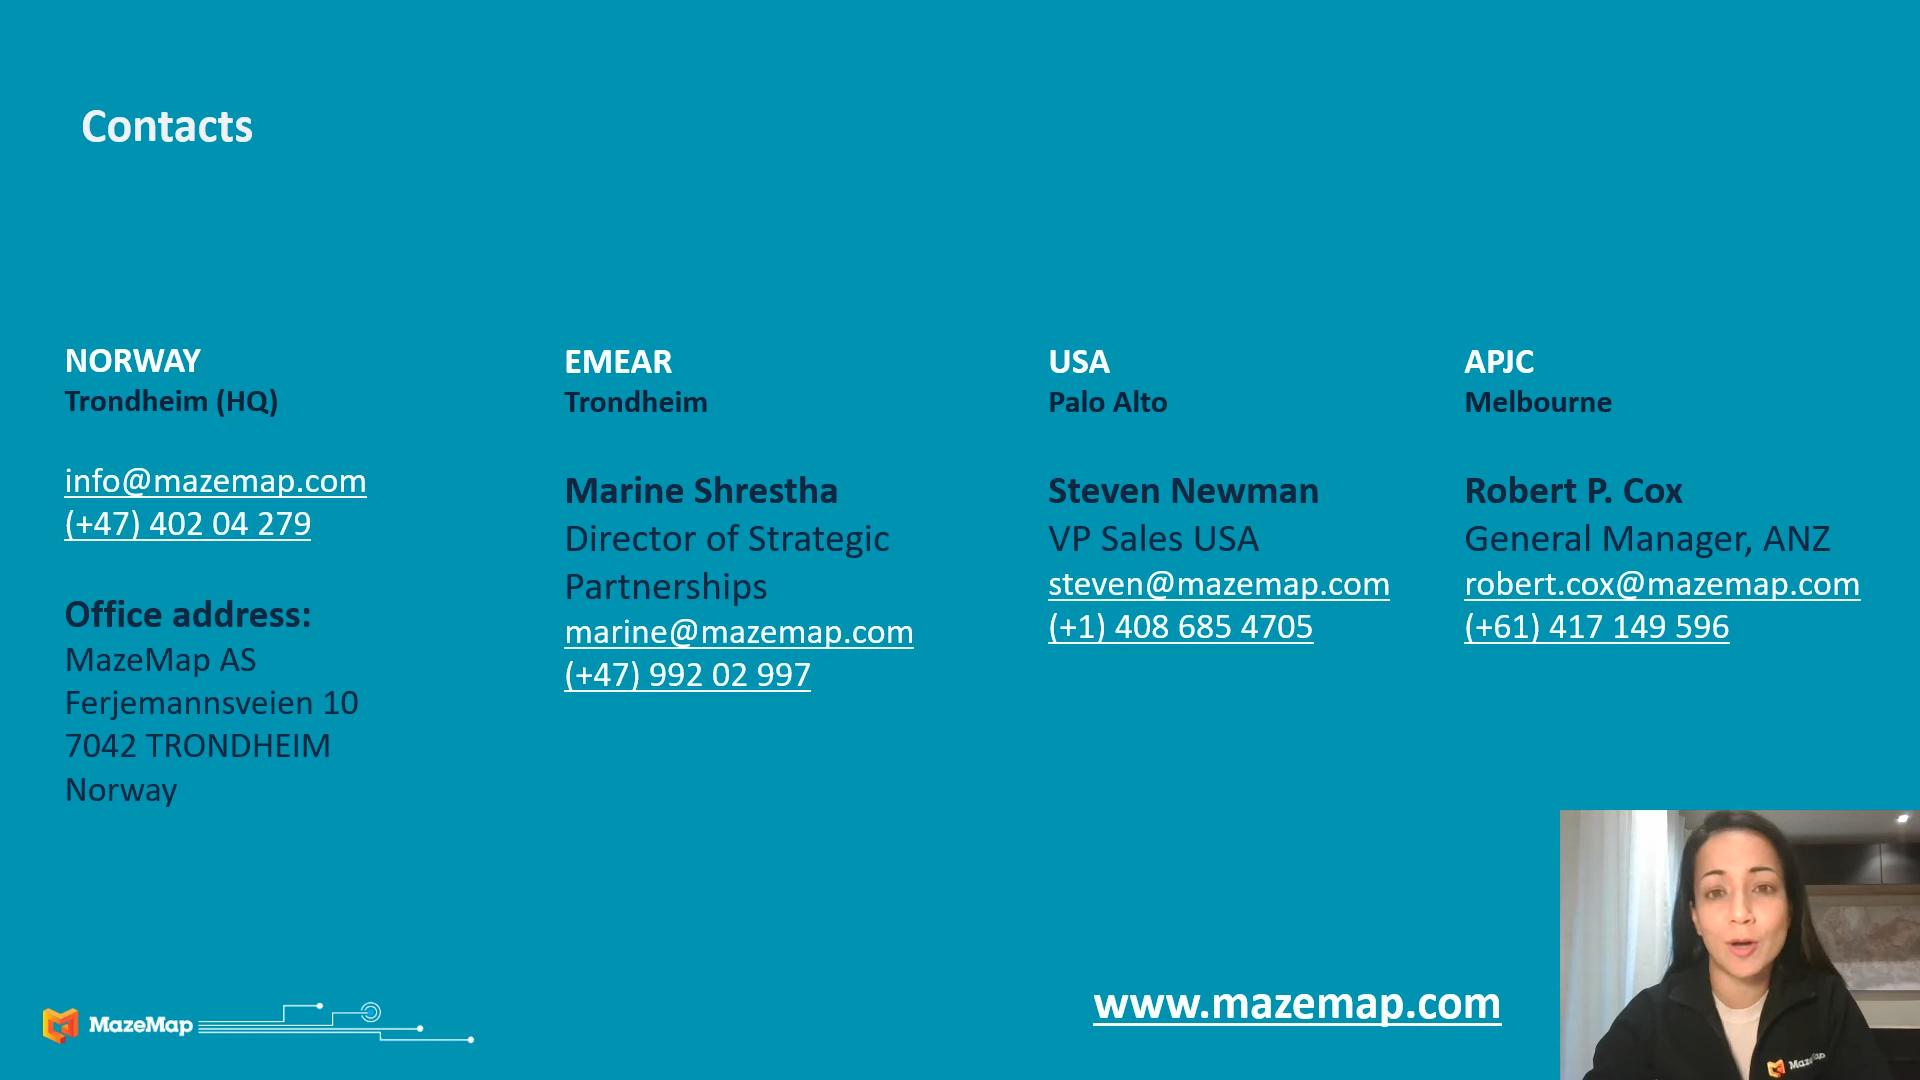 Contacts
NORWAY
Trondheim (HQ)
info@mazemap.com
(+47) 402 04 279
Office address:
MazeMap AS
Ferjemannsveien 10
7042 TRONDHEIM
Norway
EMEAR
Trondheim
Marine Shrestha
Director of Strategic
Partnerships
marine@mazemap.com
(+47) 992 02 997
USA
Palo Alto
Steven Newman
VP Sales USA
steven@mazemap.com
(+1) 408 685 4705
APJC
Melbourne
Robert P. Cox
General Manager, ANZ
robert.cox@mazemap.com
(+61) 417 149 596
MazeMap
www.mazemap.com
MazeMap